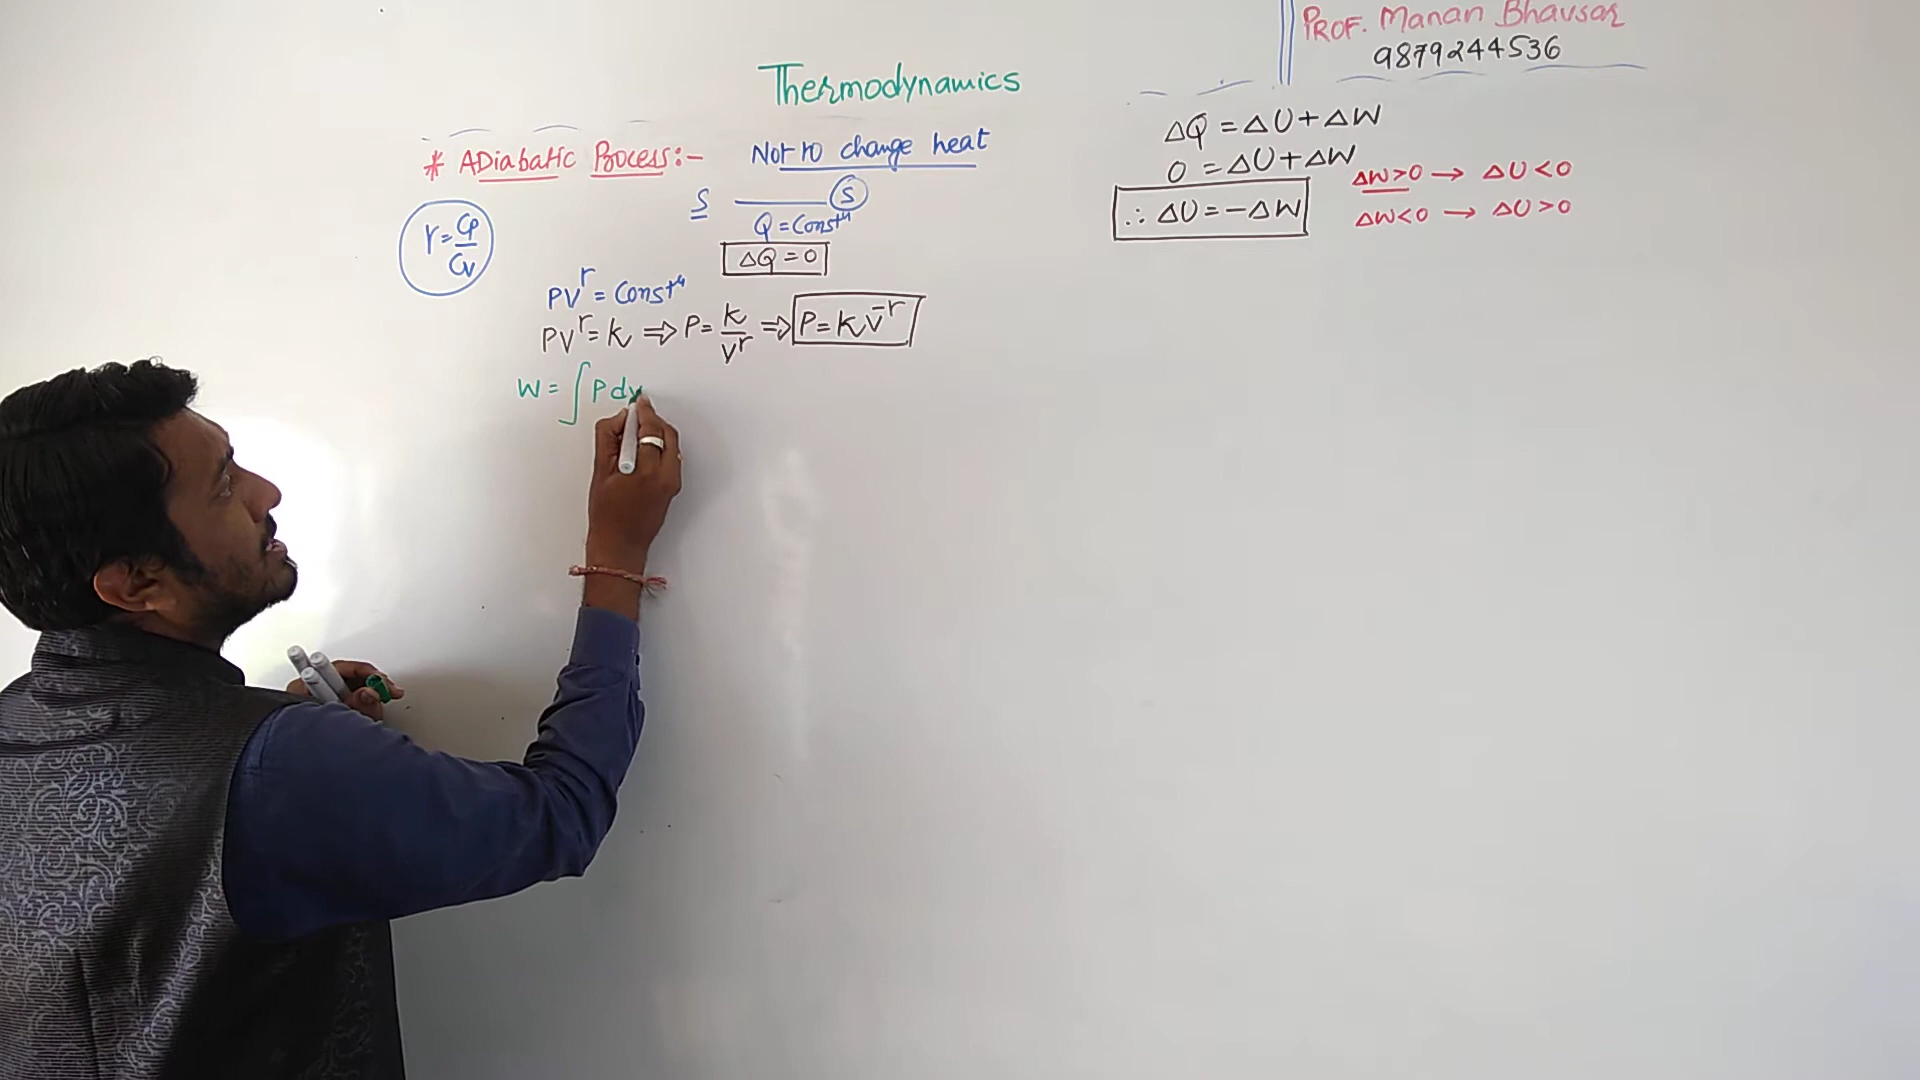 PROF. Manan Bhavsar
9879244536
Thermodynamics
* ADiabatic Process:- Not to change heat
S S
Q = Const^n
ΔQ = 0
r = Cp/Cv
PV^r = Const^n
PV^r = k ⇒ P = k/V^r ⇒ P = kV^-r
W = ∫ P dv
ΔQ = ΔU + ΔW
0 = ΔU + ΔW
∴ ΔU = -ΔW
ΔW > 0 → ΔU < 0
ΔW < 0 → ΔU > 0